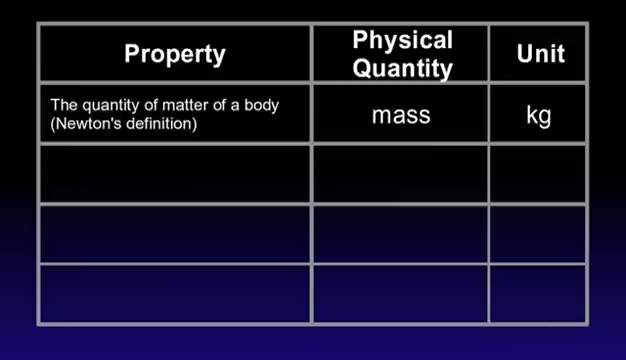 Property
Physical
Quantity
Unit
The quantity of matter of a body
(Newton's definition)
mass
kg